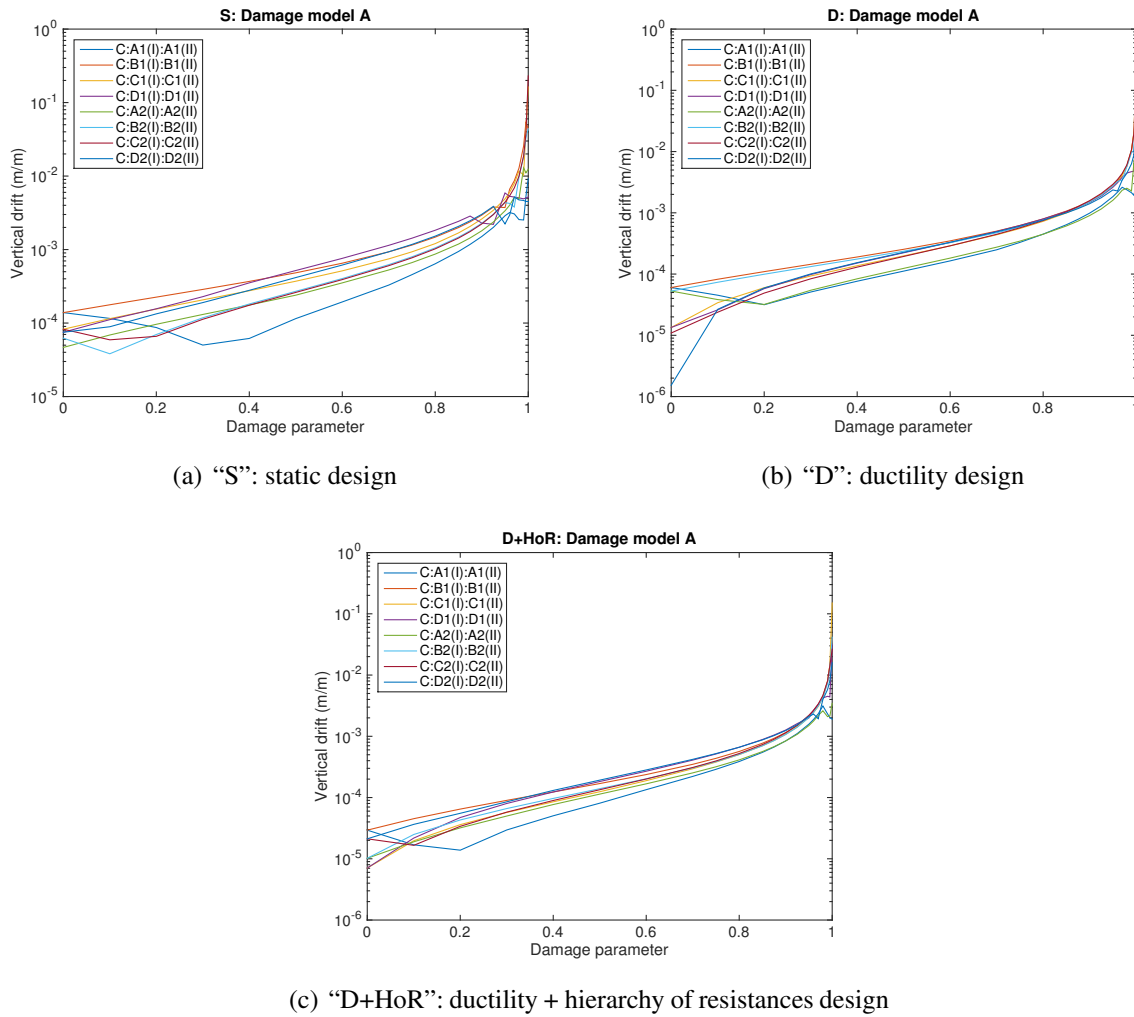 S: Damage model A
10^0
10^-1
10^-2
10^-3
10^-4
10^-5
Vertical drift (m/m)
C:A1(I):A1(II)
C:B1(I):B1(II)
C:C1(I):C1(II)
C:D1(I):D1(II)
C:A2(I):A2(II)
C:B2(I):B2(II)
C:C2(I):C2(II)
C:D2(I):D2(II)
0 0.2 0.4 0.6 0.8 1
Damage parameter
(a) “S”: static design
D: Damage model A
10^0
10^-1
10^-2
10^-3
10^-4
10^-5
10^-6
Vertical drift (m/m)
C:A1(I):A1(II)
C:B1(I):B1(II)
C:C1(I):C1(II)
C:D1(I):D1(II)
C:A2(I):A2(II)
C:B2(I):B2(II)
C:C2(I):C2(II)
C:D2(I):D2(II)
0 0.2 0.4 0.6 0.8 1
Damage parameter
(b) “D”: ductility design
D+HoR: Damage model A
10^0
10^-1
10^-2
10^-3
10^-4
10^-5
10^-6
Vertical drift (m/m)
C:A1(I):A1(II)
C:B1(I):B1(II)
C:C1(I):C1(II)
C:D1(I):D1(II)
C:A2(I):A2(II)
C:B2(I):B2(II)
C:C2(I):C2(II)
C:D2(I):D2(II)
0 0.2 0.4 0.6 0.8 1
Damage parameter
(c) “D+HoR”: ductility + hierarchy of resistances design